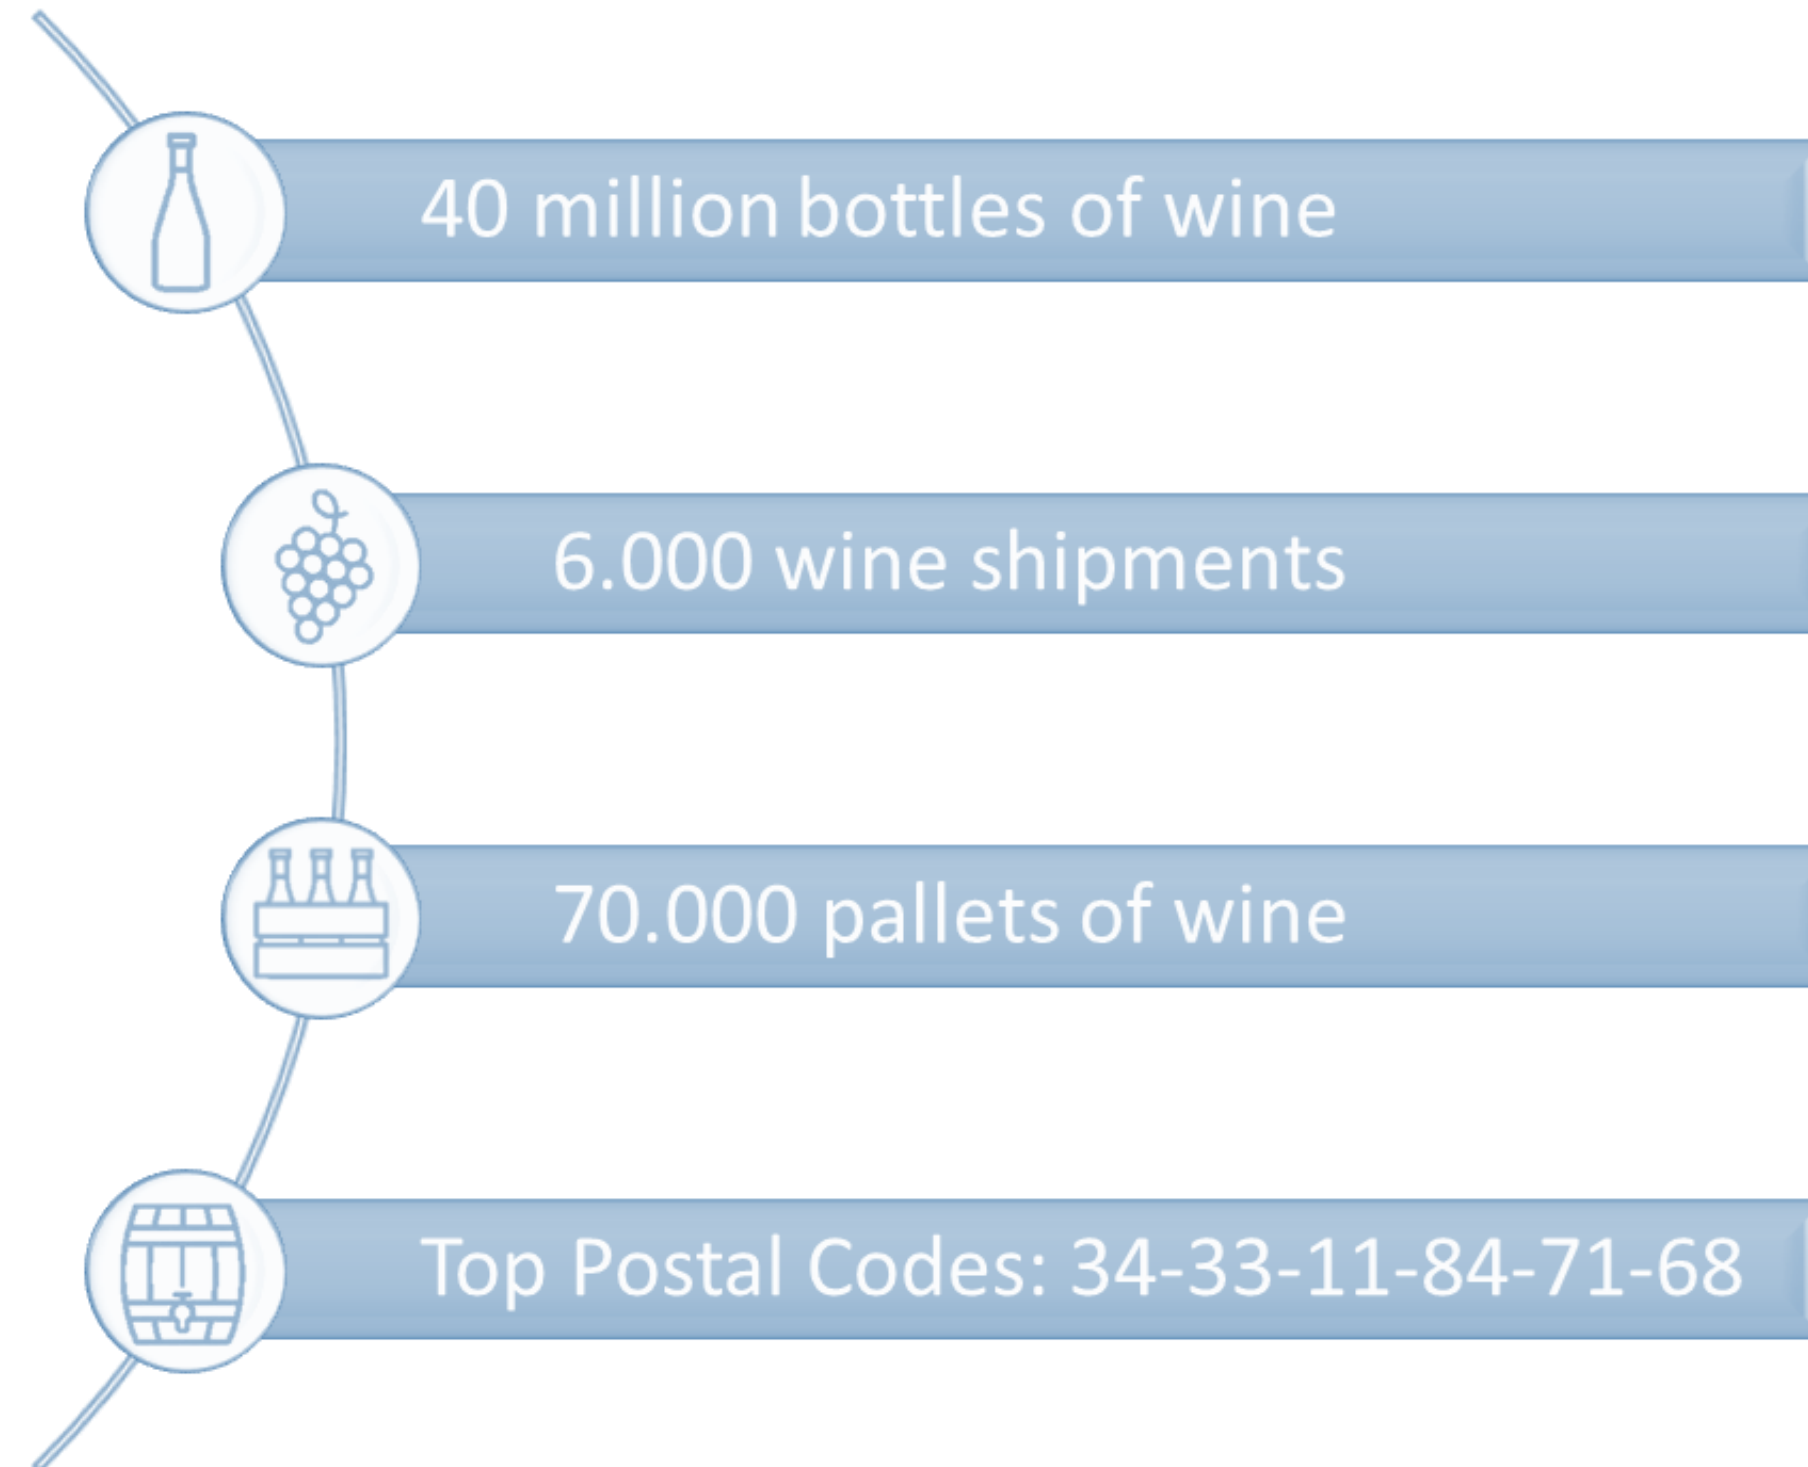 40 million bottles of wine
6.000 wine shipments
70.000 pallets of wine
Top Postal Codes: 34-33-11-84-71-68